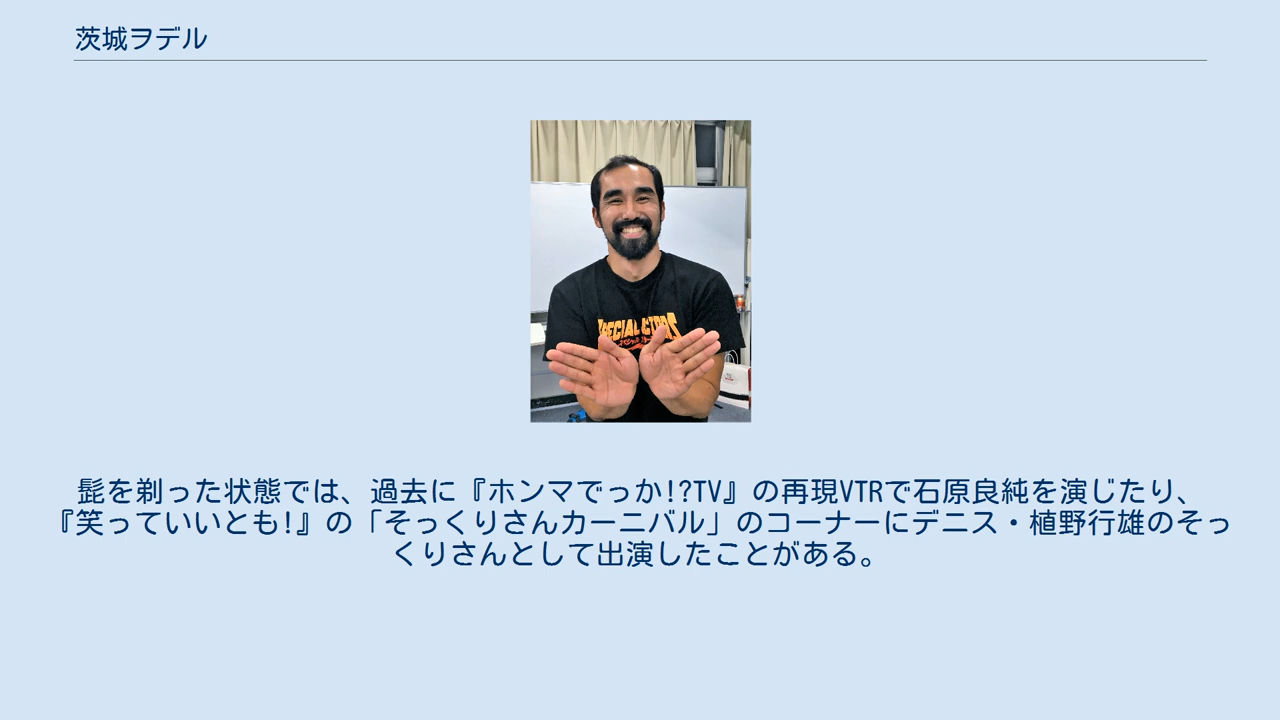 茨城ヲデル
SPECIAL ACTORS
髭を剃った状態では、過去に『ホンマでっか!?TV』の再現VTRで石原良純を演じたり、
『笑っていいとも!』の「そっくりさんカーニバル」のコーナーにデニス・植野行雄のそっ
くりさんとして出演したことがある。